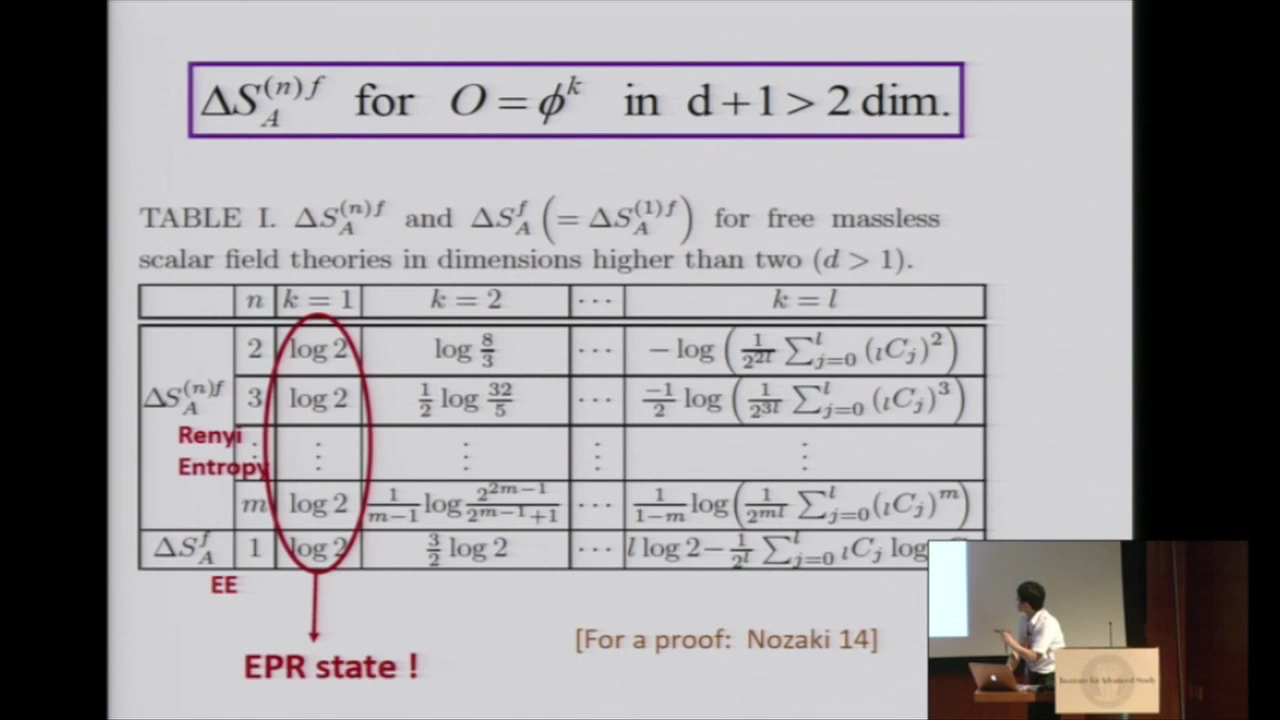 ΔS_A^{(n)f} for O = φ^k in d+1 > 2 dim.
TABLE I. ΔS_A^{(n)f} and ΔS_A^f (= ΔS_A^{(1)f}) for free massless
scalar field theories in dimensions higher than two (d > 1).
n k = 1 k = 2 ⋯ k = l
2 log 2 log 8/3 ⋯ − log (1/2^{2l} ∑_{j=0}^l (_lC_j)^2)
ΔS_A^{(n)f} 3 log 2 1/2 log 32/5 ⋯ −1/2 log (1/2^{3l} ∑_{j=0}^l (_lC_j)^3)
Renyi
Entropy ⋮ ⋮ ⋮ ⋮ ⋮
m log 2 1/(m−1) log 2^{2m−1}/(2^{m−1}+1) ⋯ 1/(1−m) log (1/2^{ml} ∑_{j=0}^l (_lC_j)^m)
ΔS_A^f 1 log 2 3/2 log 2 ⋯ l log 2 − 1/2^l ∑_{j=0}^l _lC_j log
EE
[For a proof: Nozaki 14]
EPR state !
Institute for Advanced Study